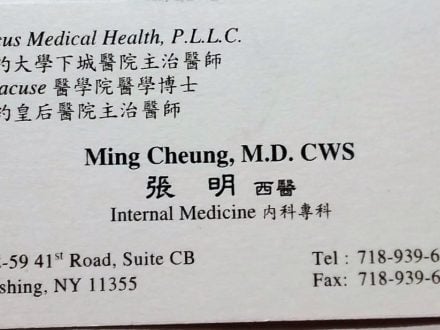 cus Medical Health, P.L.L.C.
約大學下城醫院主治醫師
acuse 醫學院醫學博士
約皇后醫院主治醫師
Ming Cheung, M.D. CWS
張 明 西醫
Internal Medicine 內科專科
-59 41st Road, Suite CB
shing, NY 11355
Tel : 718-939-6
Fax: 718-939-6